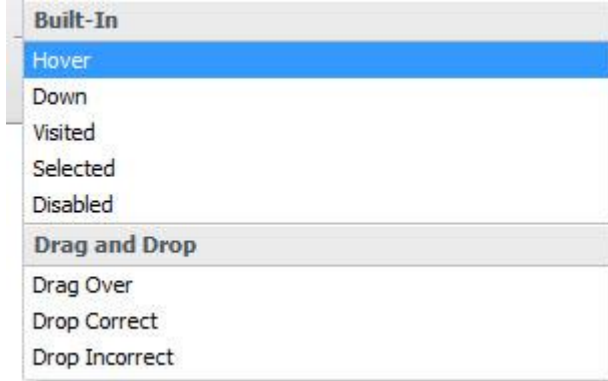 Built-In
Hover
Down
Visited
Selected
Disabled
Drag and Drop
Drag Over
Drop Correct
Drop Incorrect